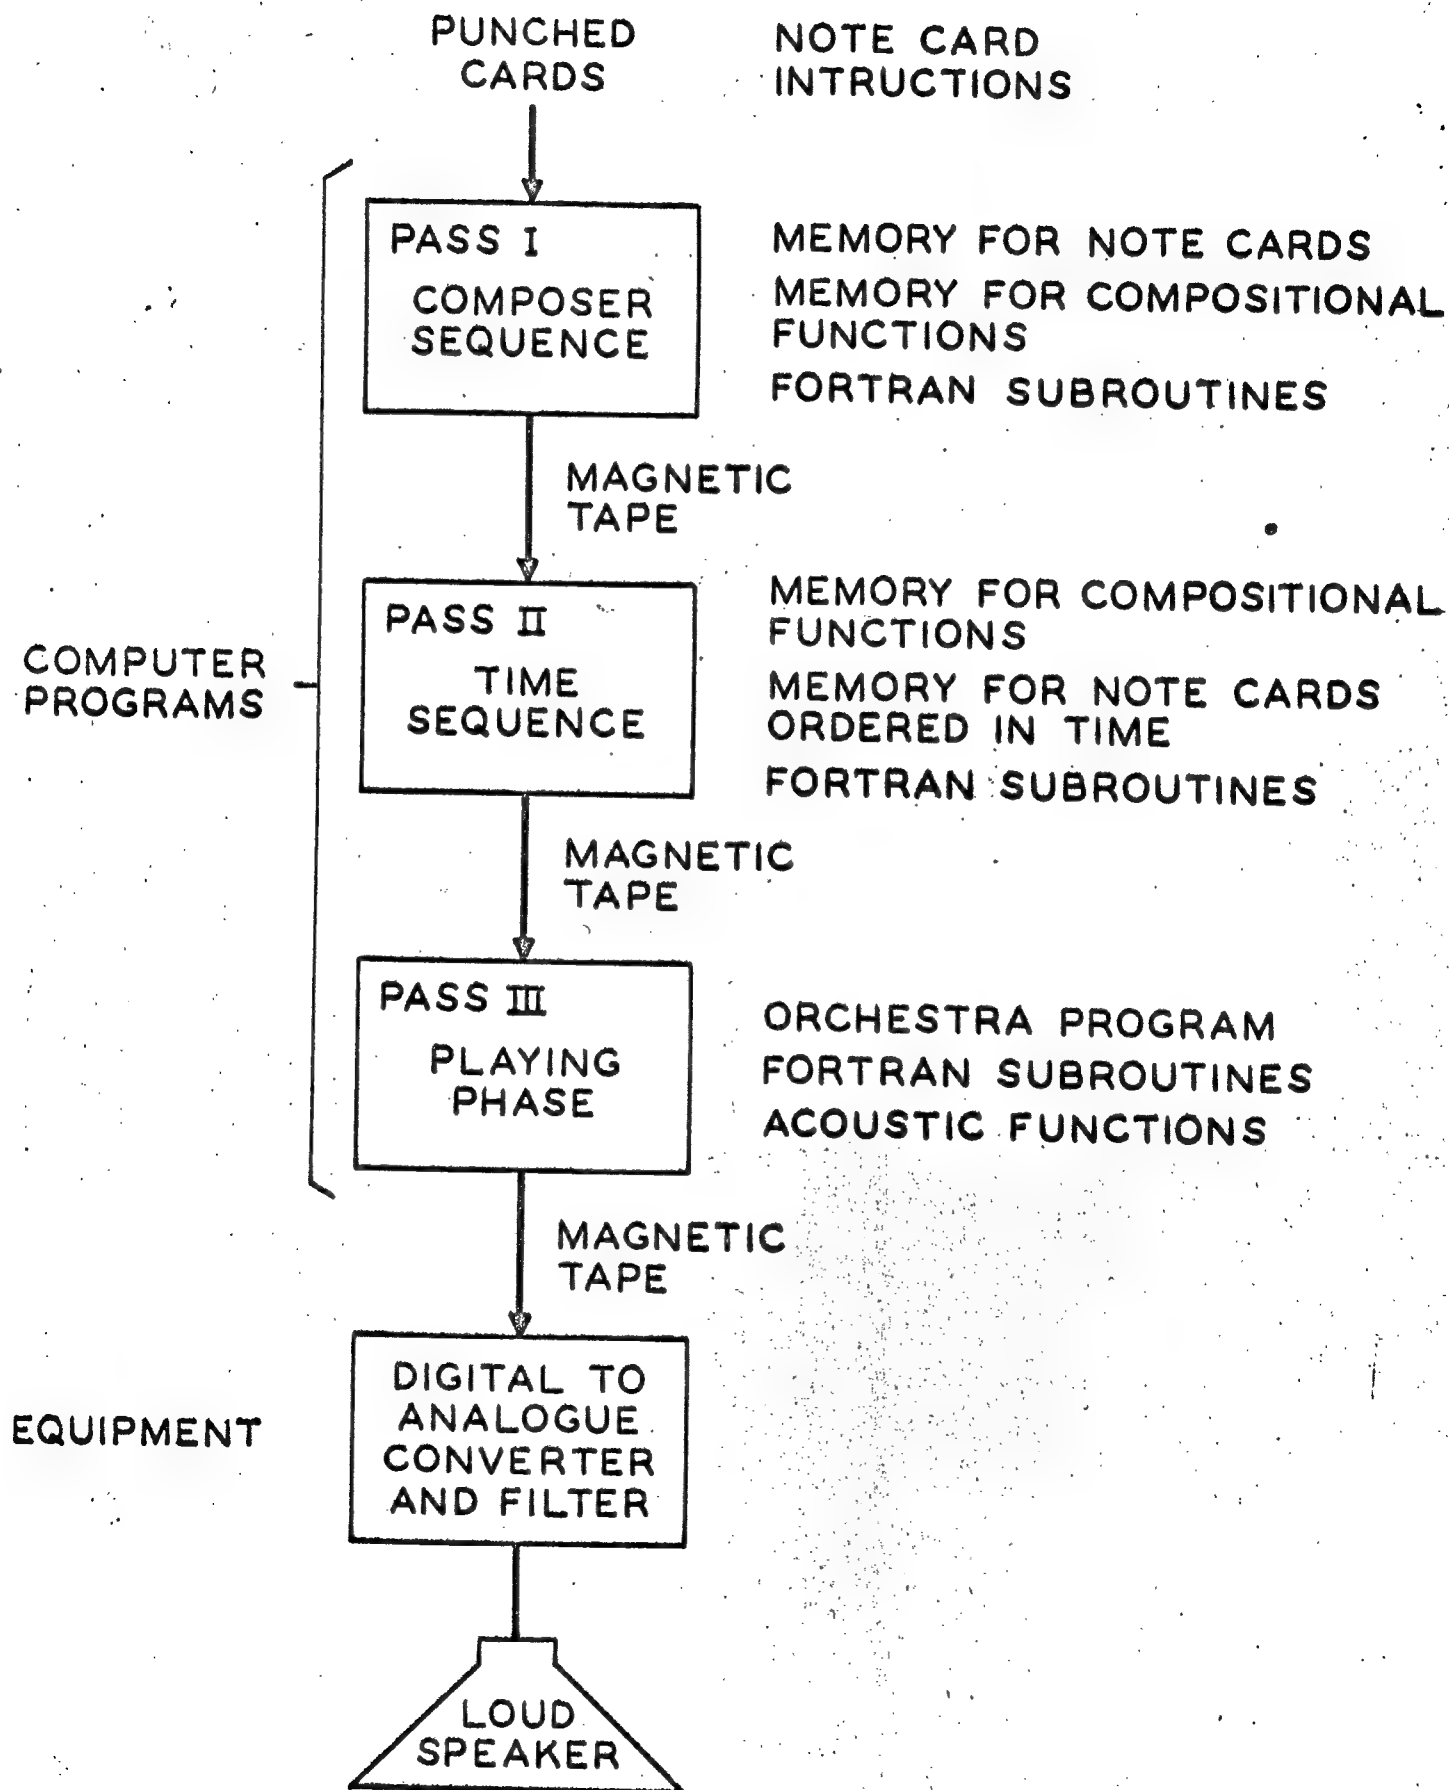 PUNCHED
CARDS
NOTE CARD
INTRUCTIONS
PASS I
COMPOSER
SEQUENCE
MEMORY FOR NOTE CARDS
MEMORY FOR COMPOSITIONAL
FUNCTIONS
FORTRAN SUBROUTINES
MAGNETIC
TAPE
COMPUTER
PROGRAMS
PASS II
TIME
SEQUENCE
MEMORY FOR COMPOSITIONAL
FUNCTIONS
MEMORY FOR NOTE CARDS
ORDERED IN TIME
FORTRAN SUBROUTINES
MAGNETIC
TAPE
PASS III
PLAYING
PHASE
ORCHESTRA PROGRAM
FORTRAN SUBROUTINES
ACOUSTIC FUNCTIONS
MAGNETIC
TAPE
EQUIPMENT
DIGITAL TO
ANALOGUE
CONVERTER
AND FILTER
LOUD
SPEAKER